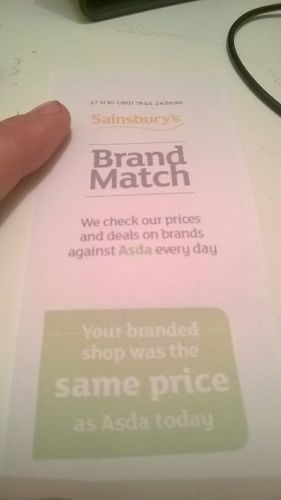 Sainsbury's
Brand
Match
We check our prices
and deals on brands
against Asda every day
Your branded
shop was the
same price
as Asda today